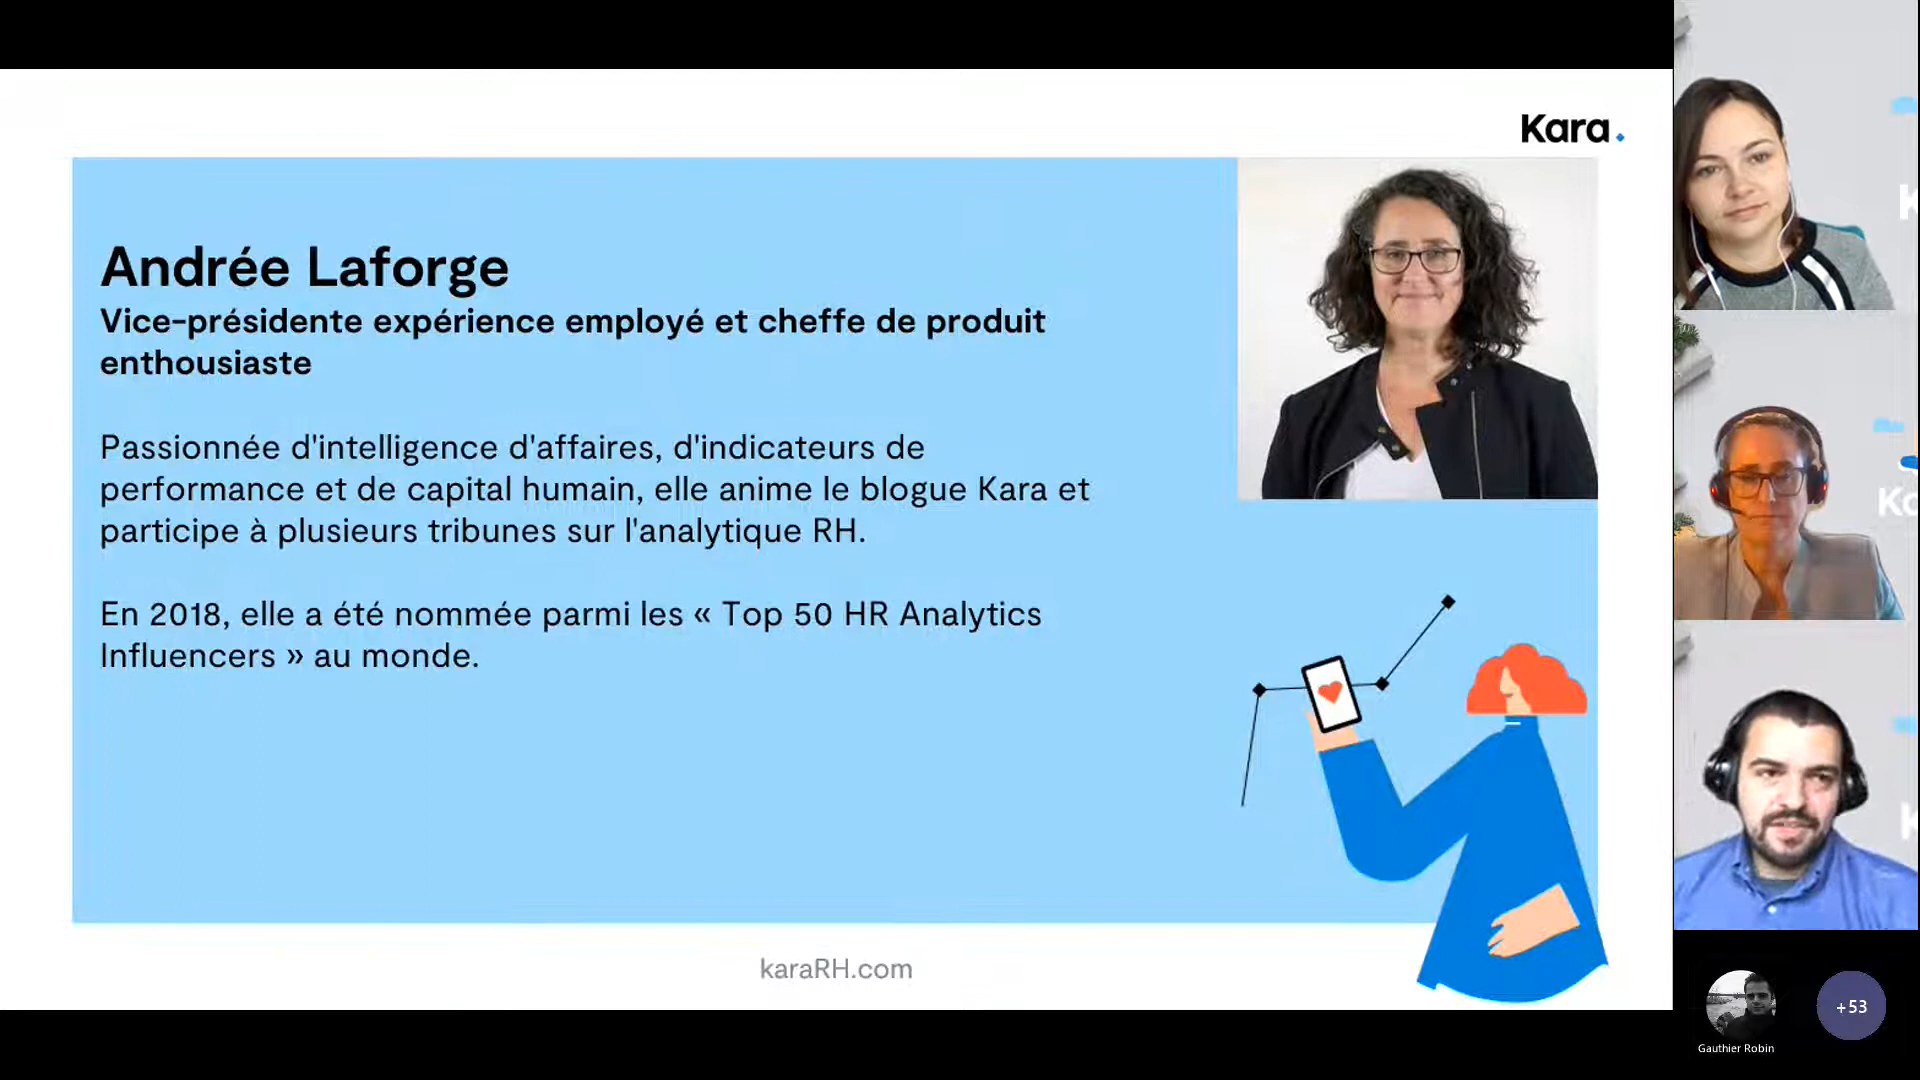 Kara.
Andrée Laforge
Vice-présidente expérience employé et cheffe de produit
enthousiaste
Passionnée d'intelligence d'affaires, d'indicateurs de
performance et de capital humain, elle anime le blogue Kara et
participe à plusieurs tribunes sur l'analytique RH.
En 2018, elle a été nommée parmi les « Top 50 HR Analytics
Influencers » au monde.
karaRH.com
K
Ka
K
Gauthier Robin
+53